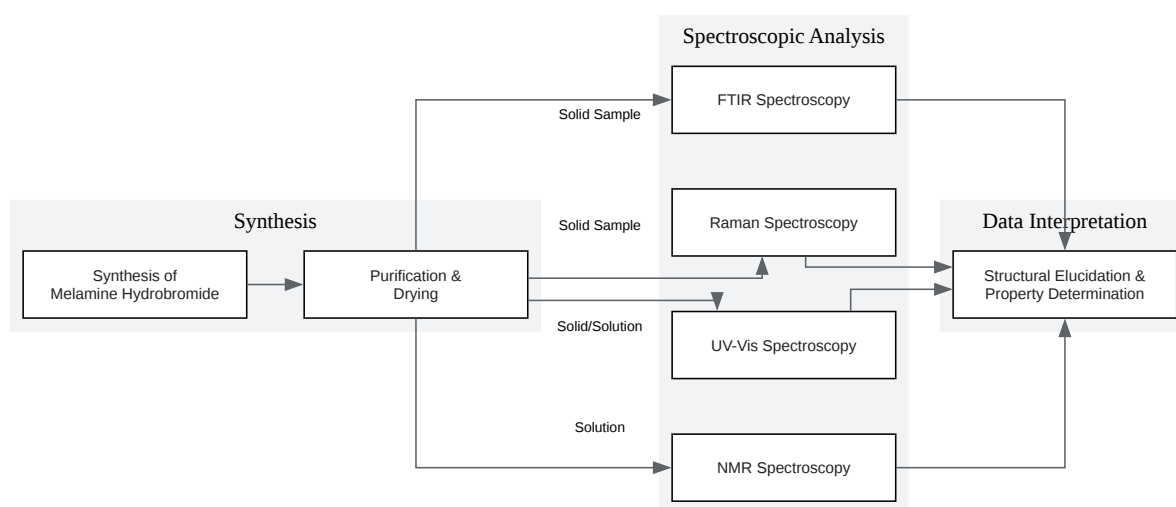 Spectroscopic Analysis
FTIR Spectroscopy
Solid Sample
Synthesis
Solid Sample
Raman Spectroscopy
Data Interpretation
Synthesis of
Melamine Hydrobromide
Purification &
Drying
Structural Elucidation &
Property Determination
Solid/Solution
UV-Vis Spectroscopy
Solution
NMR Spectroscopy